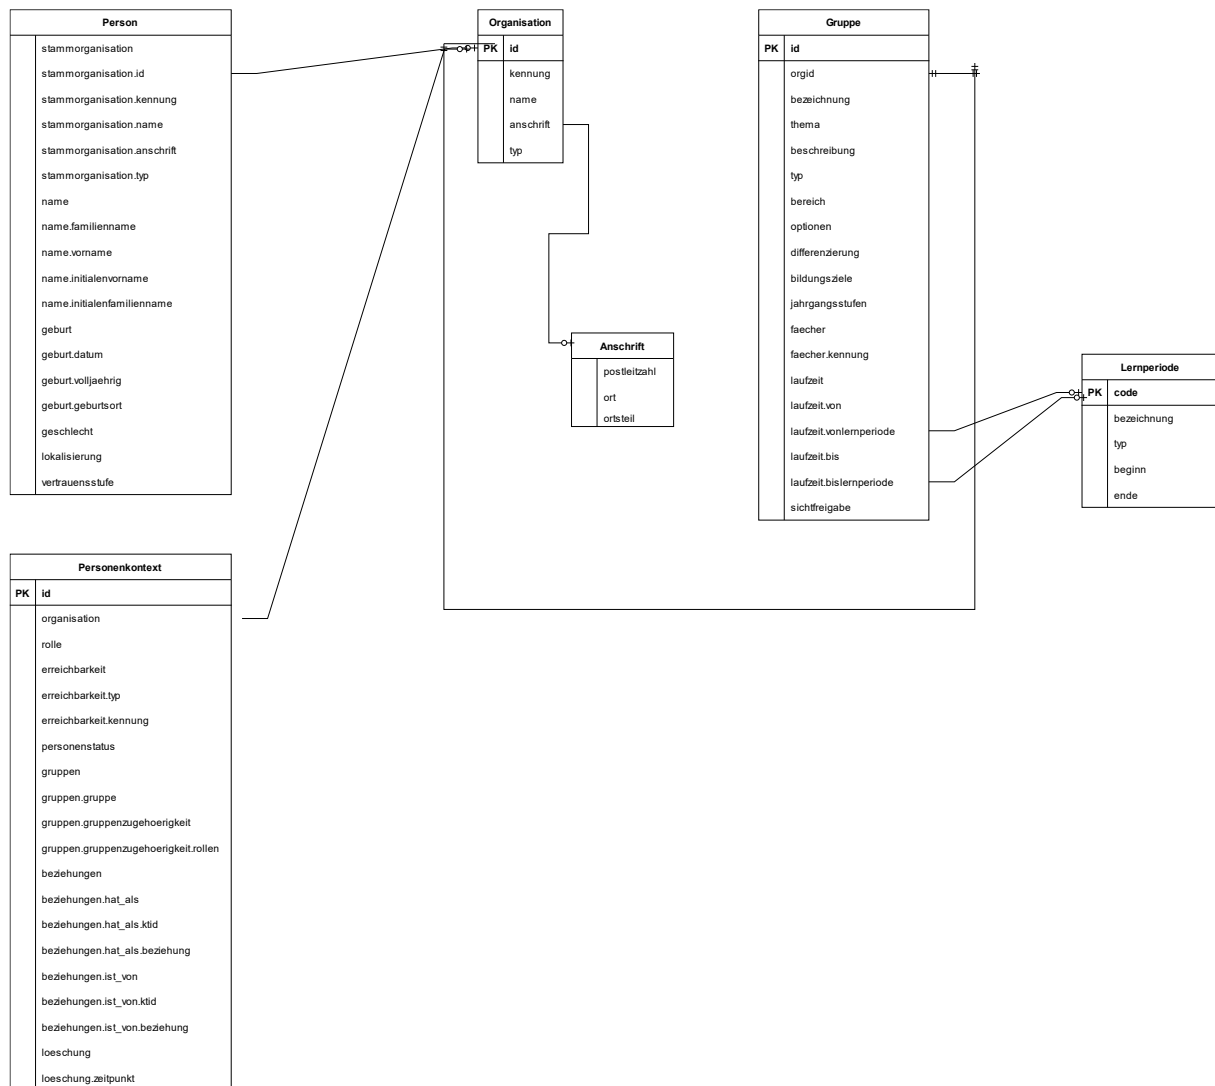 Person
stammorganisation
stammorganisation.id
stammorganisation.kennung
stammorganisation.name
stammorganisation.anschrift
stammorganisation.typ
name
name.familienname
name.vorname
name.initialenvorname
name.initialenfamilienname
geburt
geburt.datum
geburt.volljaehrig
geburt.geburtsort
geschlecht
lokalisierung
vertrauensstufe
Organisation
PK id
kennung
name
anschrift
typ
Gruppe
PK id
orgid
bezeichnung
thema
beschreibung
typ
bereich
optionen
differenzierung
bildungsziele
jahrgangsstufen
faecher
faecher.kennung
laufzeit
laufzeit.von
laufzeit.vonlernperiode
laufzeit.bis
laufzeit.bislernperiode
sichtfreigabe
Anschrift
postleitzahl
ort
ortsteil
Lernperiode
PK code
bezeichnung
typ
beginn
ende
Personenkontext
PK id
organisation
rolle
erreichbarkeit
erreichbarkeit.typ
erreichbarkeit.kennung
personenstatus
gruppen
gruppen.gruppe
gruppen.gruppenzugehoerigkeit
gruppen.gruppenzugehoerigkeit.rollen
beziehungen
beziehungen.hat_als
beziehungen.hat_als.ktid
beziehungen.hat_als.beziehung
beziehungen.ist_von
beziehungen.ist_von.ktid
beziehungen.ist_von.beziehung
loeschung
loeschung.zeitpunkt